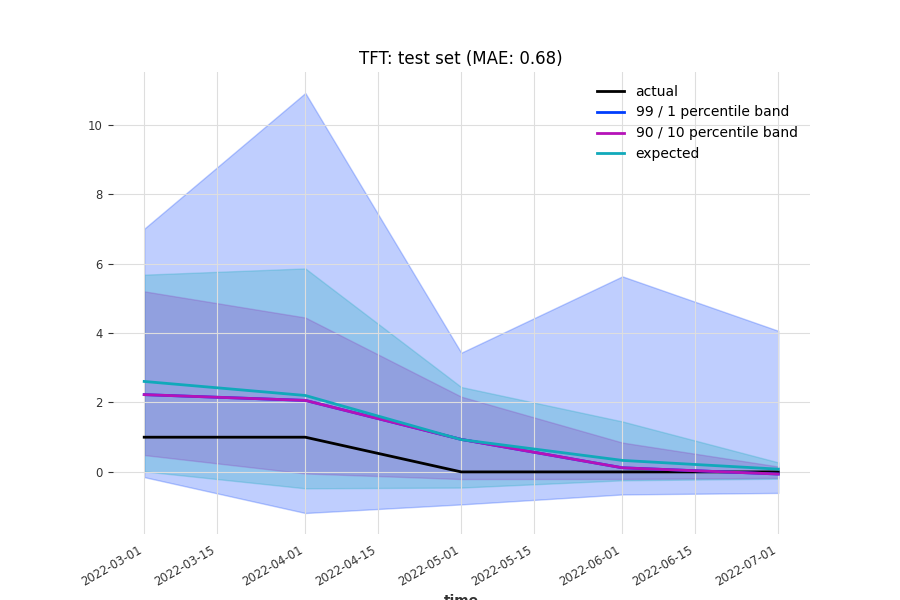 TFT: test set (MAE: 0.68)
actual
99 / 1 percentile band
90 / 10 percentile band
expected
10
8
6
4
2
0
2022-03-01
2022-03-15
2022-04-01
2022-04-15
2022-05-01
2022-05-15
2022-06-01
2022-06-15
2022-07-01
time